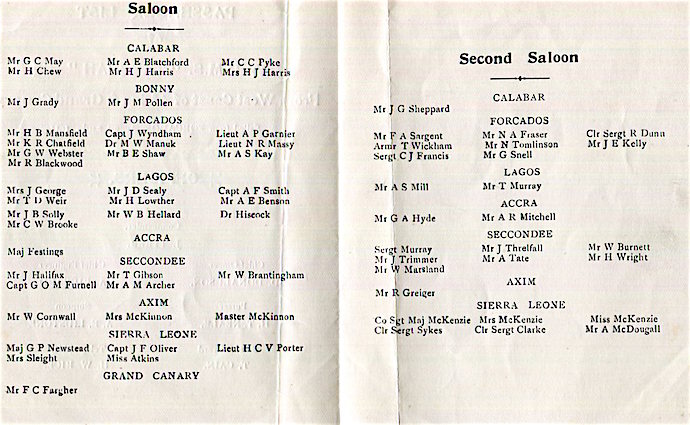 Saloon
CALABAR
Mr G C May Mr A E Blatchford Mr C C Pyke
Mr H Chew Mr H J Harris Mrs H J Harris
BONNY
Mr J Grady Mr J M Pollen
FORCADOS
Mr H B Mansfield Capt J Wyndham Lieut A P Garnier
Mr K R Chatfield Dr M W Manuk Lieut N R Massy
Mr G W Webster Mr B E Shaw Mr A S Kay
Mr R Blackwood
LAGOS
Mrs J George Mr J D Sealy Capt A F Smith
Mr T D Weir Mr H Lowther Mr A E Benson
Mr J B Solly Mr W B Hellard Dr Hiscock
Mr C W Brooke
ACCRA
Maj Festings
SECCONDEE
Mr J Halifax Mr T Gibson Mr W Brantingham
Capt G O M Furnell Mr A M Archer
AXIM
Mr W Cornwall Mrs McKinnon Master McKinnon
SIERRA LEONE
Maj G P Newstead Capt J F Oliver Lieut H C V Porter
Mrs Sleight Miss Atkins
GRAND CANARY
Mr F C Fargher
Second Saloon
CALABAR
Mr J G Sheppard
FORCADOS
Mr F A Sargent Mr N A Fraser Clr Sergt R Dunn
Armr T Wickham Mr N Tomlinson Mr J E Kelly
Sergt C J Francis Mr G Snell
LAGOS
Mr A S Mill Mr T Murray
ACCRA
Mr G A Hyde Mr A R Mitchell
SECCONDEE
Sergt Murray Mr J Threlfall Mr W Burnett
Mr J Trimmer Mr A Tate Mr H Wright
Mr W Marsland
AXIM
Mr R Greiger
SIERRA LEONE
Co Sgt Maj McKenzie Mrs McKenzie Miss McKenzie
Clr Sergt Sykes Clr Sergt Clarke Mr A McDougall